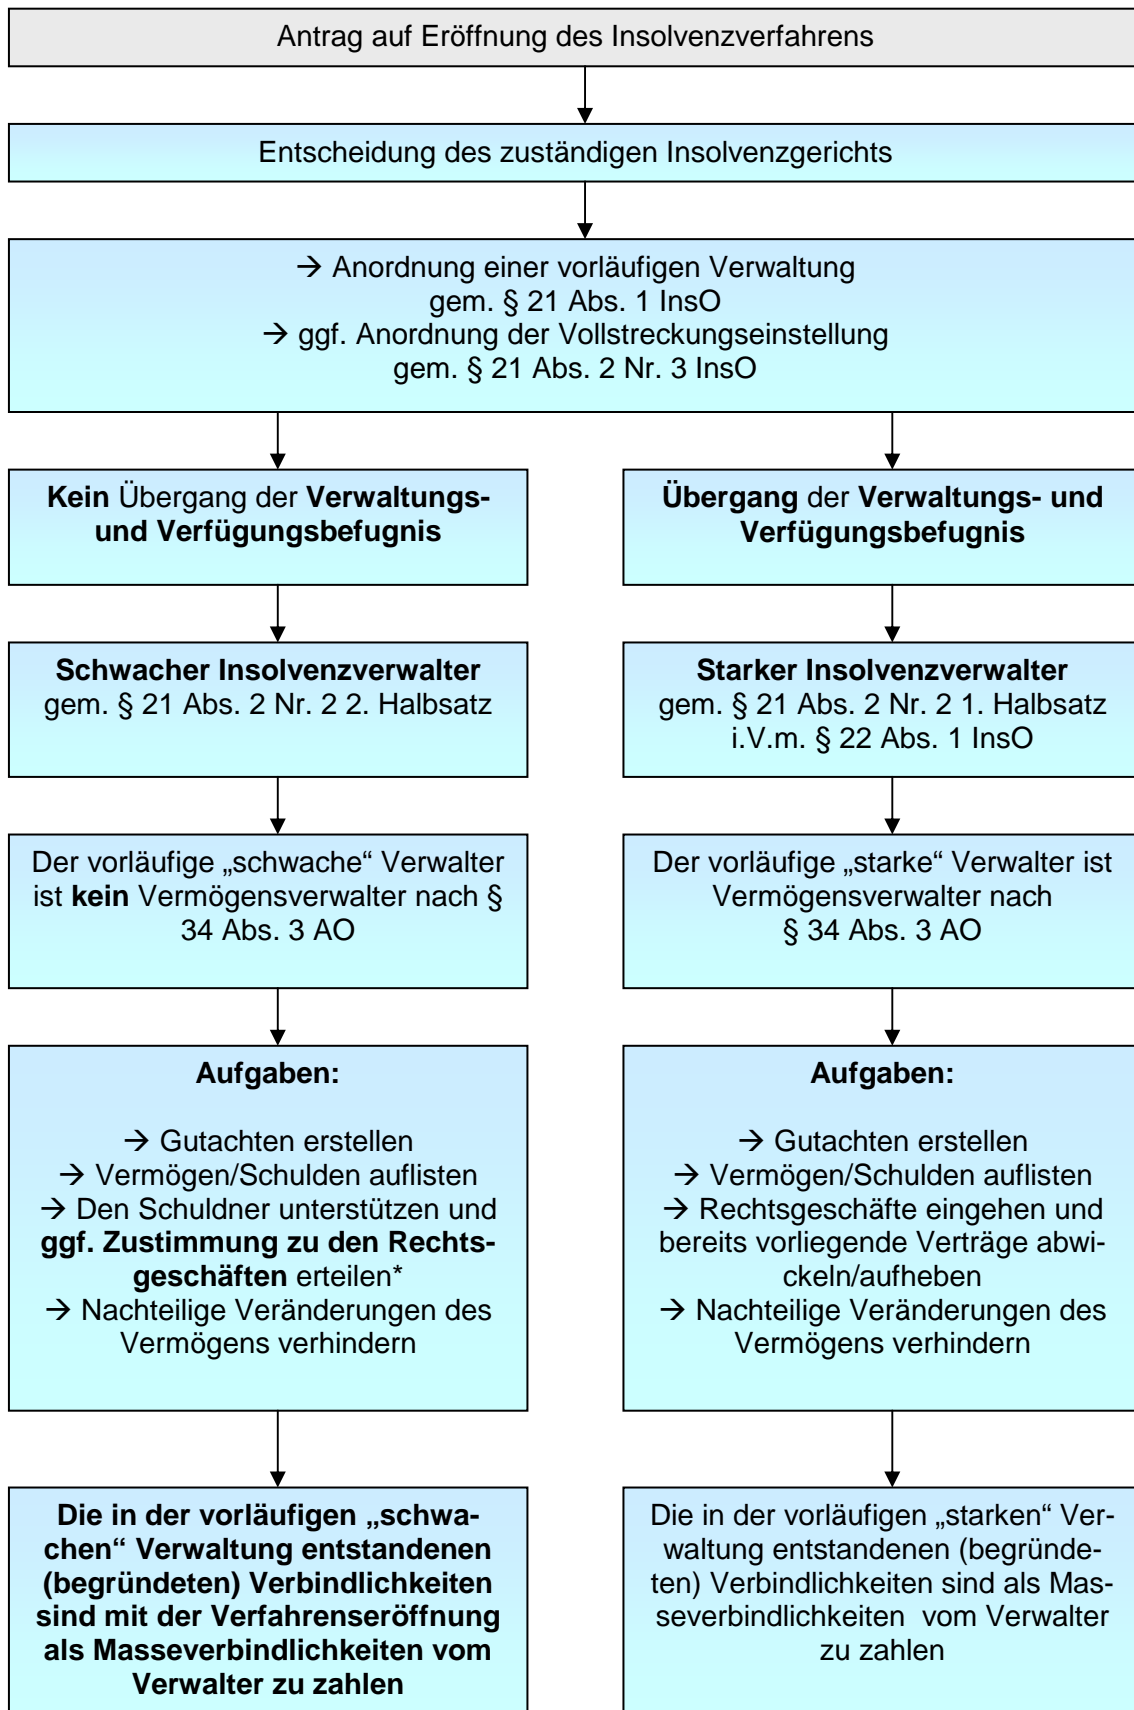 Antrag auf Eröffnung des Insolvenzverfahrens
Entscheidung des zuständigen Insolvenzgerichts
→ Anordnung einer vorläufigen Verwaltung
gem. § 21 Abs. 1 InsO
→ ggf. Anordnung der Vollstreckungseinstellung
gem. § 21 Abs. 2 Nr. 3 InsO
Kein Übergang der Verwaltungs-
und Verfügungsbefugnis
Schwacher Insolvenzverwalter
gem. § 21 Abs. 2 Nr. 2 2. Halbsatz
Der vorläufige „schwache“ Verwalter
ist kein Vermögensverwalter nach §
34 Abs. 3 AO
Aufgaben:
→ Gutachten erstellen
→ Vermögen/Schulden auflisten
→ Den Schuldner unterstützen und
ggf. Zustimmung zu den Rechts-
geschäften erteilen*
→ Nachteilige Veränderungen des
Vermögens verhindern
Die in der vorläufigen „schwa-
chen“ Verwaltung entstandenen
(begründeten) Verbindlichkeiten
sind mit der Verfahrenseröffnung
als Masseverbindlichkeiten vom
Verwalter zu zahlen
Übergang der Verwaltungs- und
Verfügungsbefugnis
Starker Insolvenzverwalter
gem. § 21 Abs. 2 Nr. 2 1. Halbsatz
i.V.m. § 22 Abs. 1 InsO
Der vorläufige „starke“ Verwalter ist
Vermögensverwalter nach
§ 34 Abs. 3 AO
Aufgaben:
→ Gutachten erstellen
→ Vermögen/Schulden auflisten
→ Rechtsgeschäfte eingehen und
bereits vorliegende Verträge abwi-
ckeln/aufheben
→ Nachteilige Veränderungen des
Vermögens verhindern
Die in der vorläufigen „starken“ Ver-
waltung entstandenen (begründe-
ten) Verbindlichkeiten sind als Mas-
severbindlichkeiten vom Verwalter
zu zahlen